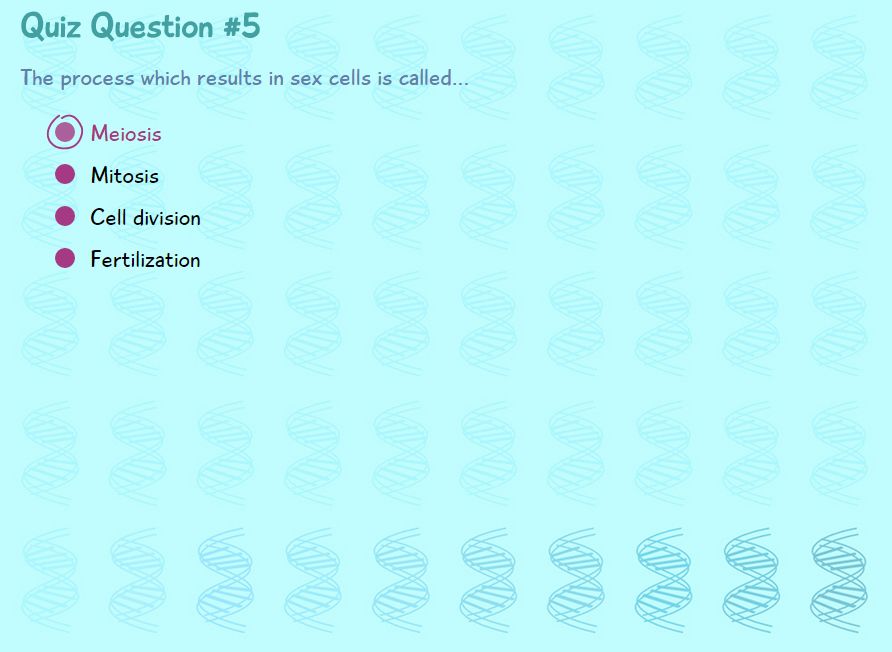 Quiz Question #5
The process which results in sex cells is called...
Meiosis
Mitosis
Cell division
Fertilization